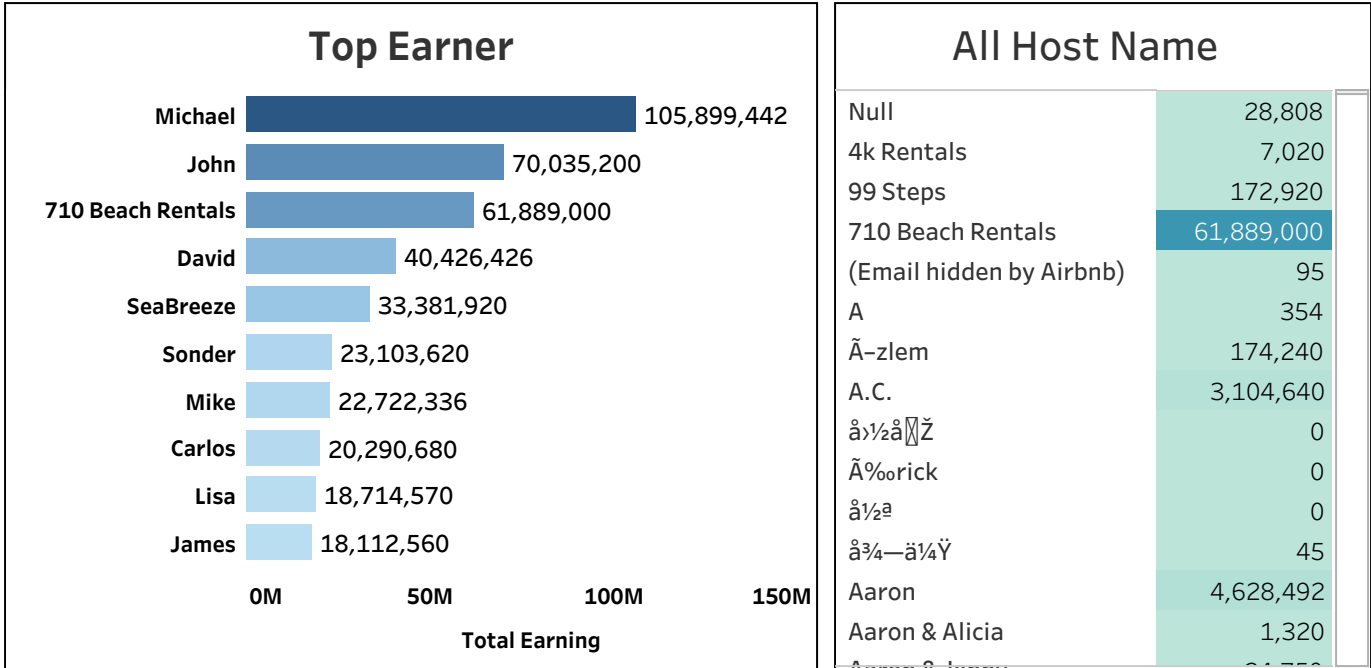 Top Earner
Michael 105,899,442
John 70,035,200
710 Beach Rentals 61,889,000
David 40,426,426
SeaBreeze 33,381,920
Sonder 23,103,620
Mike 22,722,336
Carlos 20,290,680
Lisa 18,714,570
James 18,112,560
0M 50M 100M 150M
Total Earning
All Host Name
Null 28,808
4k Rentals 7,020
99 Steps 172,920
710 Beach Rentals 61,889,000
(Email hidden by Airbnb) 95
A 354
Ã–zlem 174,240
A.C. 3,104,640
0
Ã‰rick 0
å½ª 0
å¾—ä¼Ÿ 45
Aaron 4,628,492
Aaron & Alicia 1,320